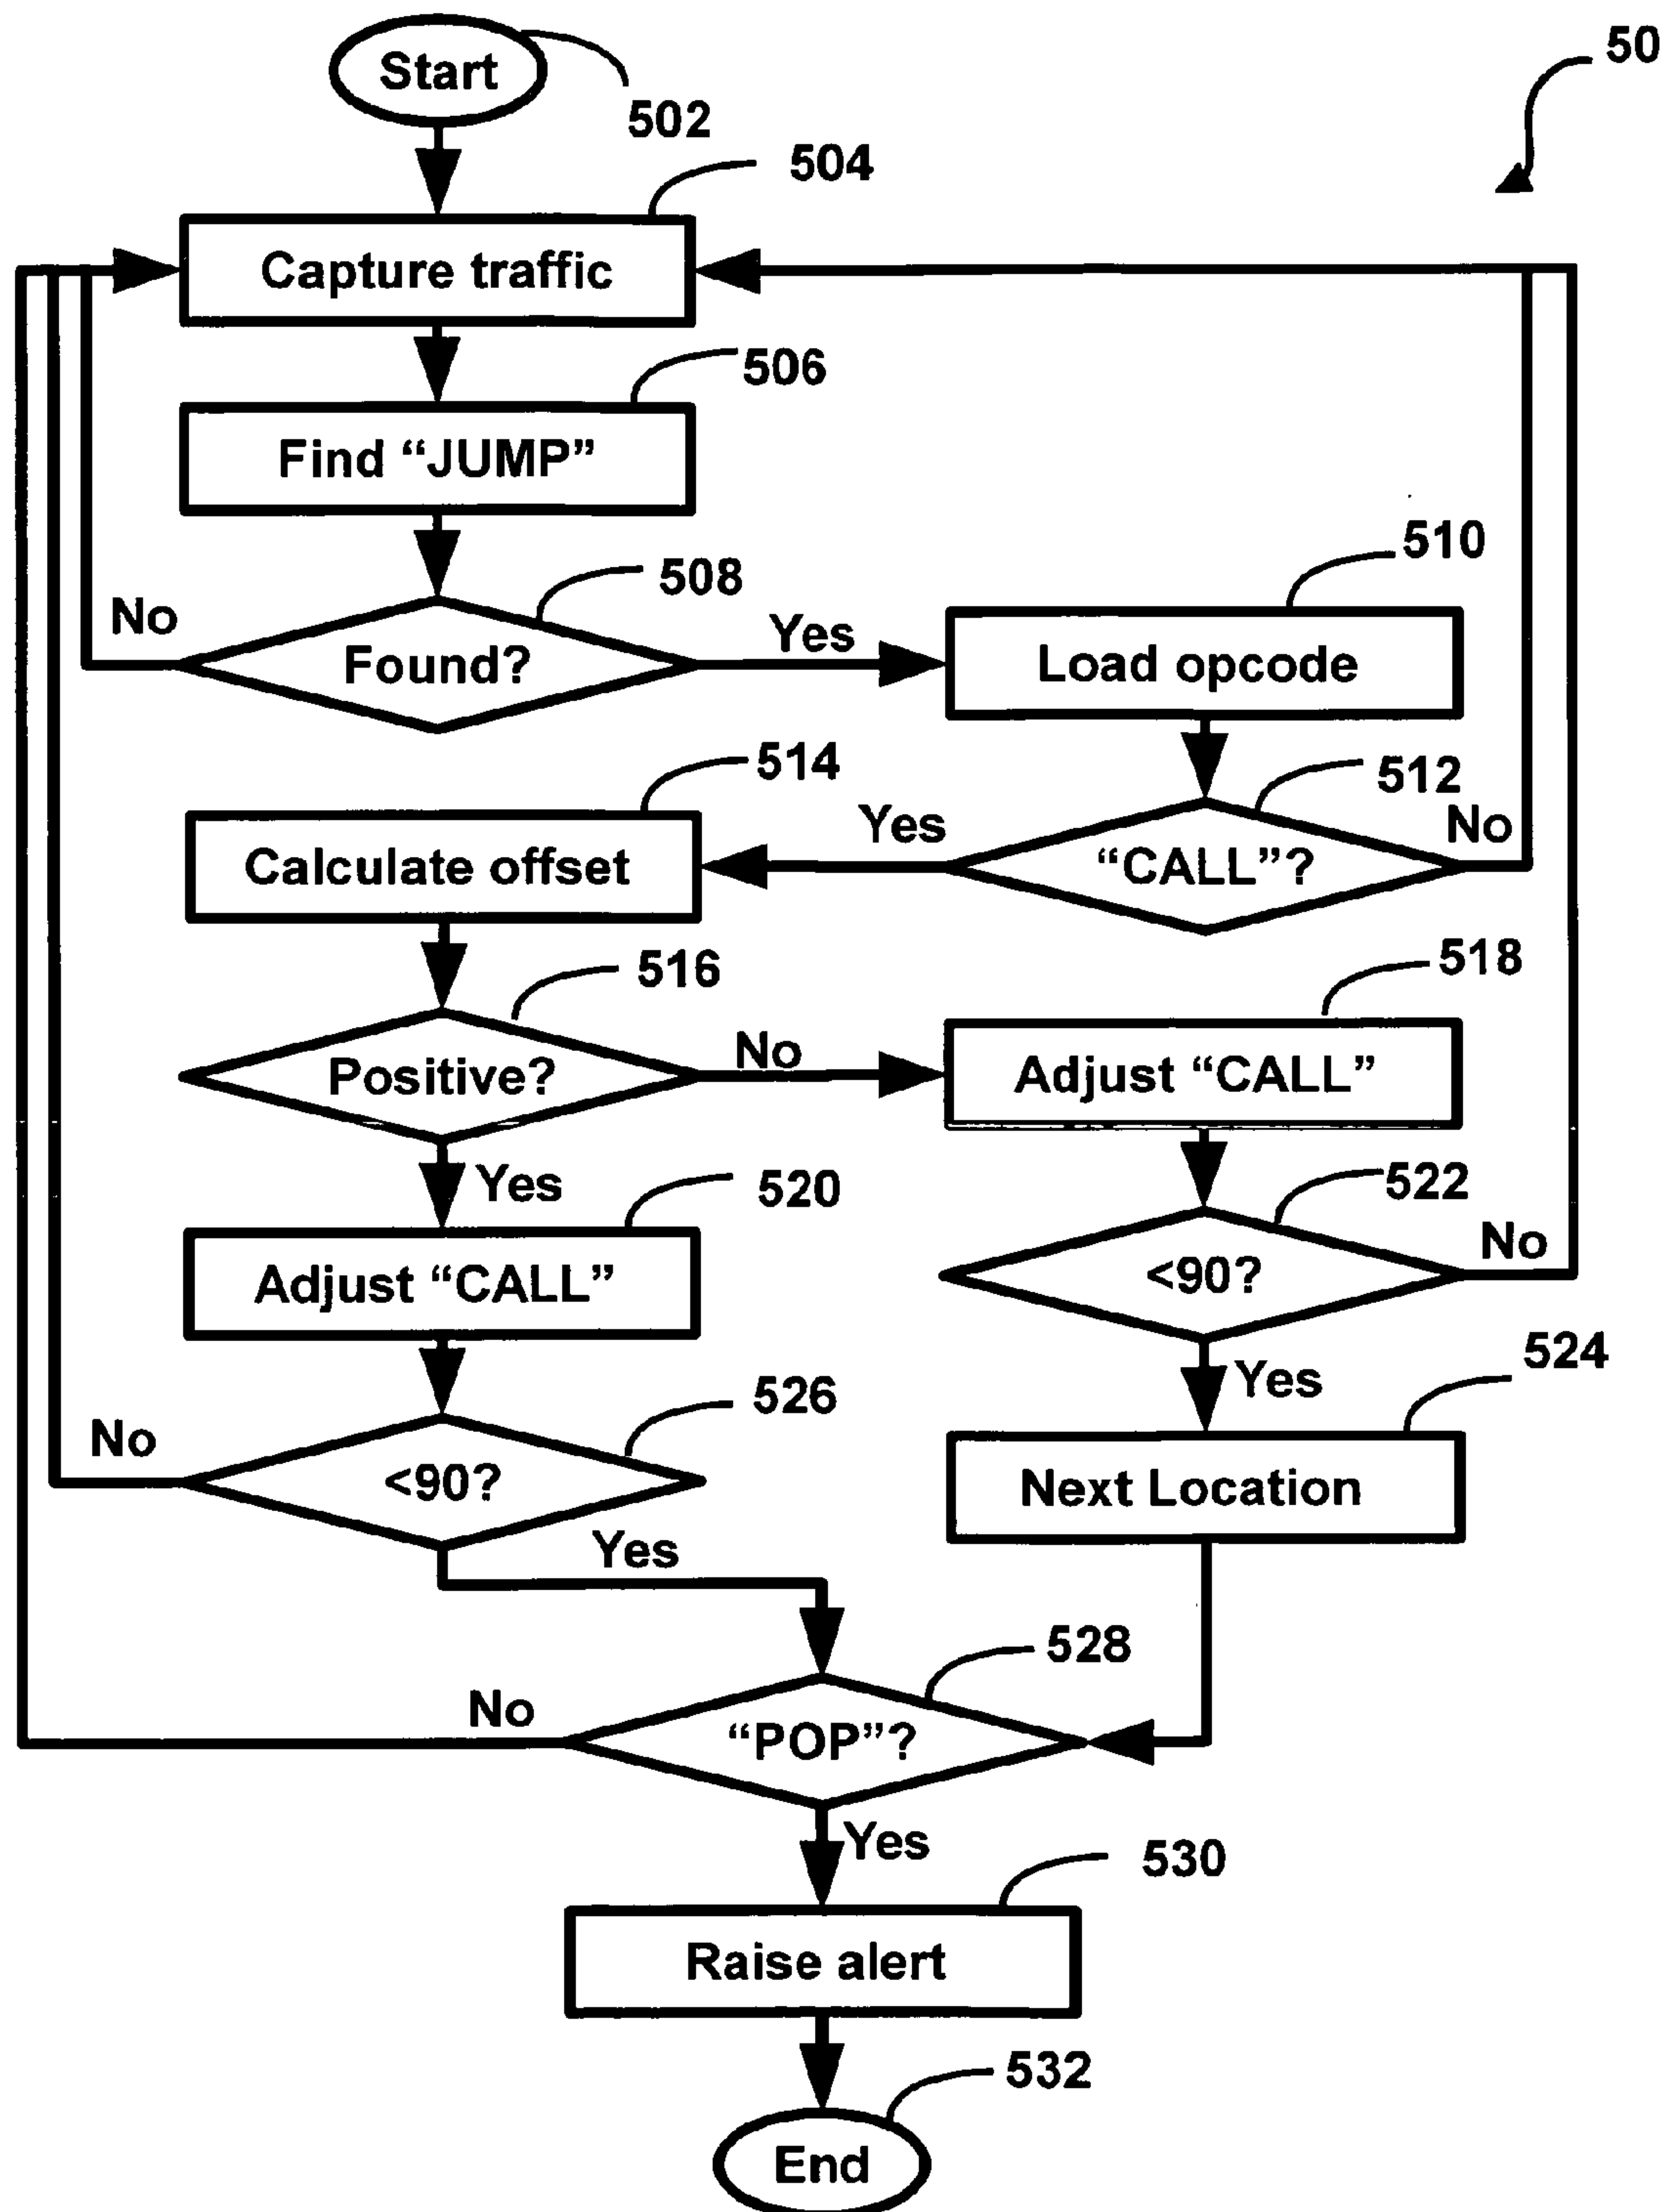 50
Start
502
504
Capture traffic
506
Find “JUMP”
508
510
No
Found?
Yes
Load opcode
514
512
Calculate offset
Yes
“CALL”?
No
516
518
Positive?
No
Adjust “CALL”
Yes
520
522
Adjust “CALL”
<90?
No
526
524
No
<90?
Yes
Next Location
Yes
528
No
“POP”?
Yes
530
Raise alert
532
End